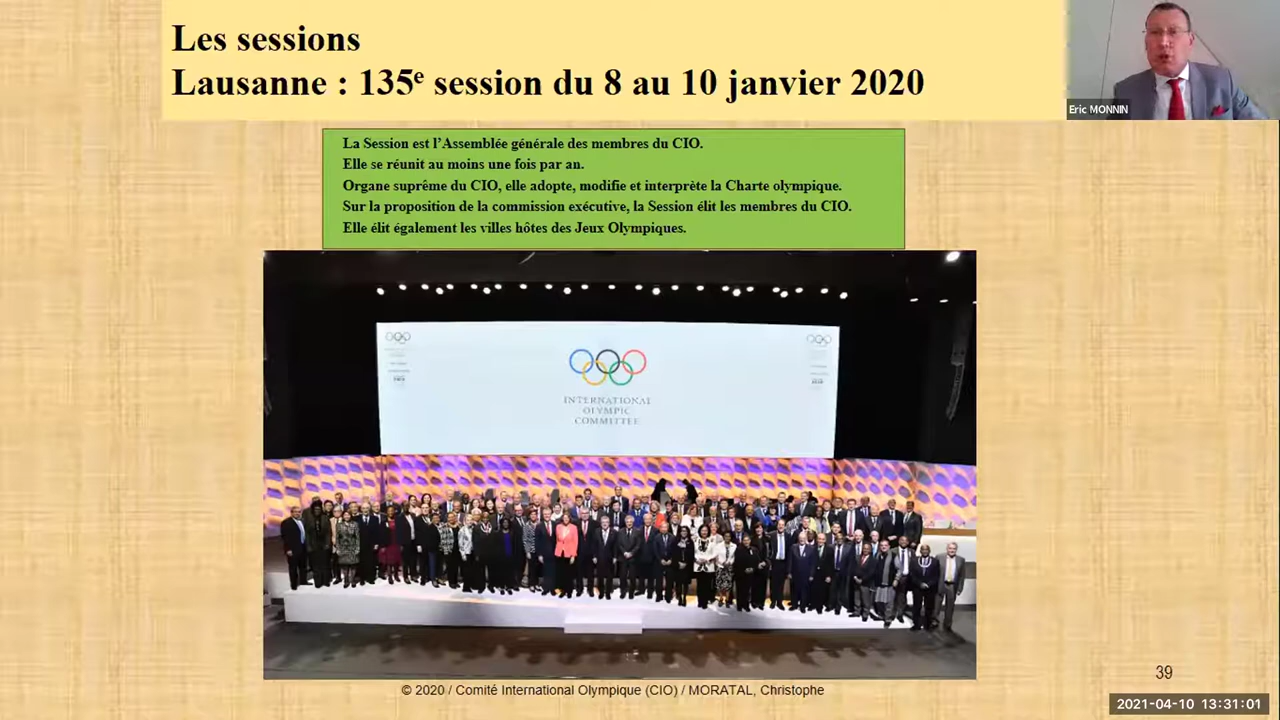 Les sessions
Lausanne : 135e session du 8 au 10 janvier 2020
Eric MONNIN
La Session est l’Assemblée générale des membres du CIO.
Elle se réunit au moins une fois par an.
Organe suprême du CIO, elle adopte, modifie et interprète la Charte olympique.
Sur la proposition de la commission exécutive, la Session élit les membres du CIO.
Elle élit également les villes hôtes des Jeux Olympiques.
INTERNATIONAL
OLYMPIC
COMMITTEE
© 2020 / Comité International Olympique (CIO) / MORATAL, Christophe
39
2021-04-10 13:31:01